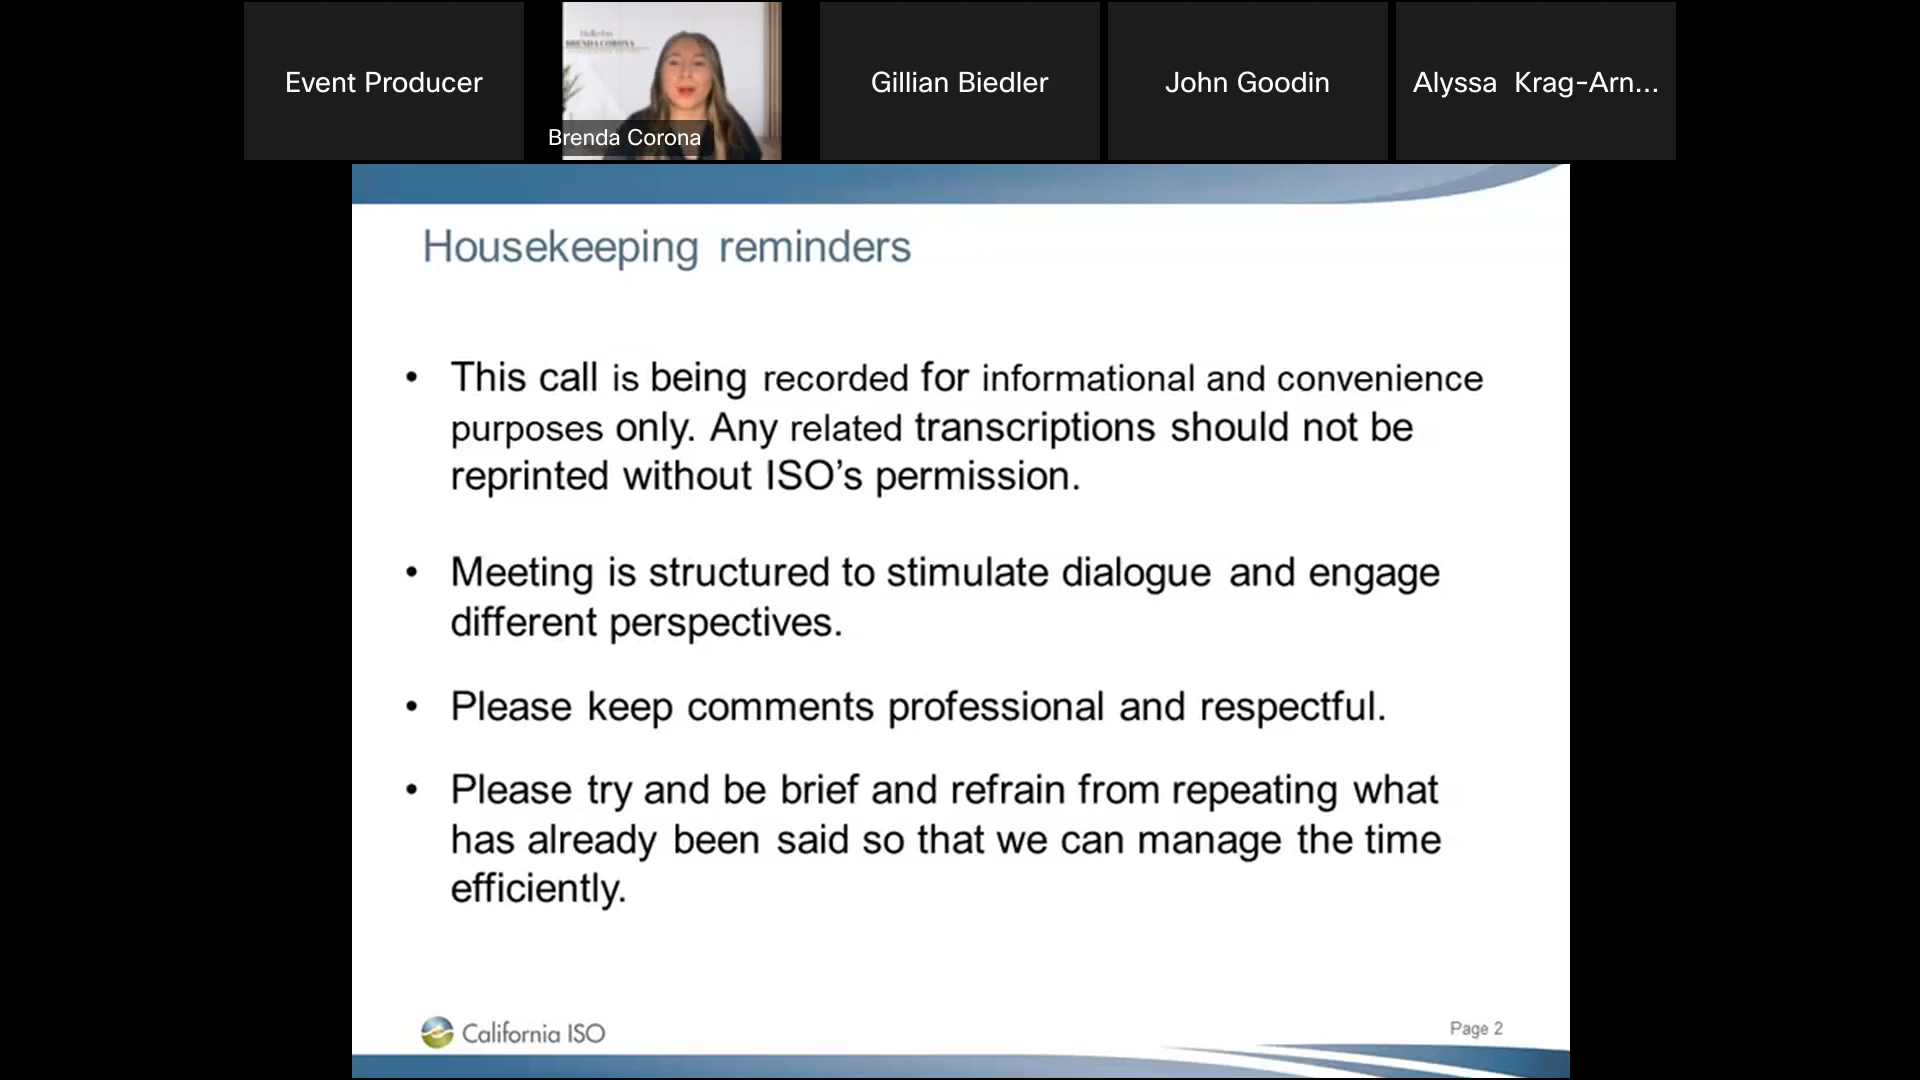 Event Producer
BRENDA CORONA
Brenda Corona
Gillian Biedler
John Goodin
Alyssa Krag-Arn...
Housekeeping reminders
• This call is being recorded for informational and convenience
purposes only. Any related transcriptions should not be
reprinted without ISO’s permission.
• Meeting is structured to stimulate dialogue and engage
different perspectives.
• Please keep comments professional and respectful.
• Please try and be brief and refrain from repeating what
has already been said so that we can manage the time
efficiently.
California ISO
Page 2